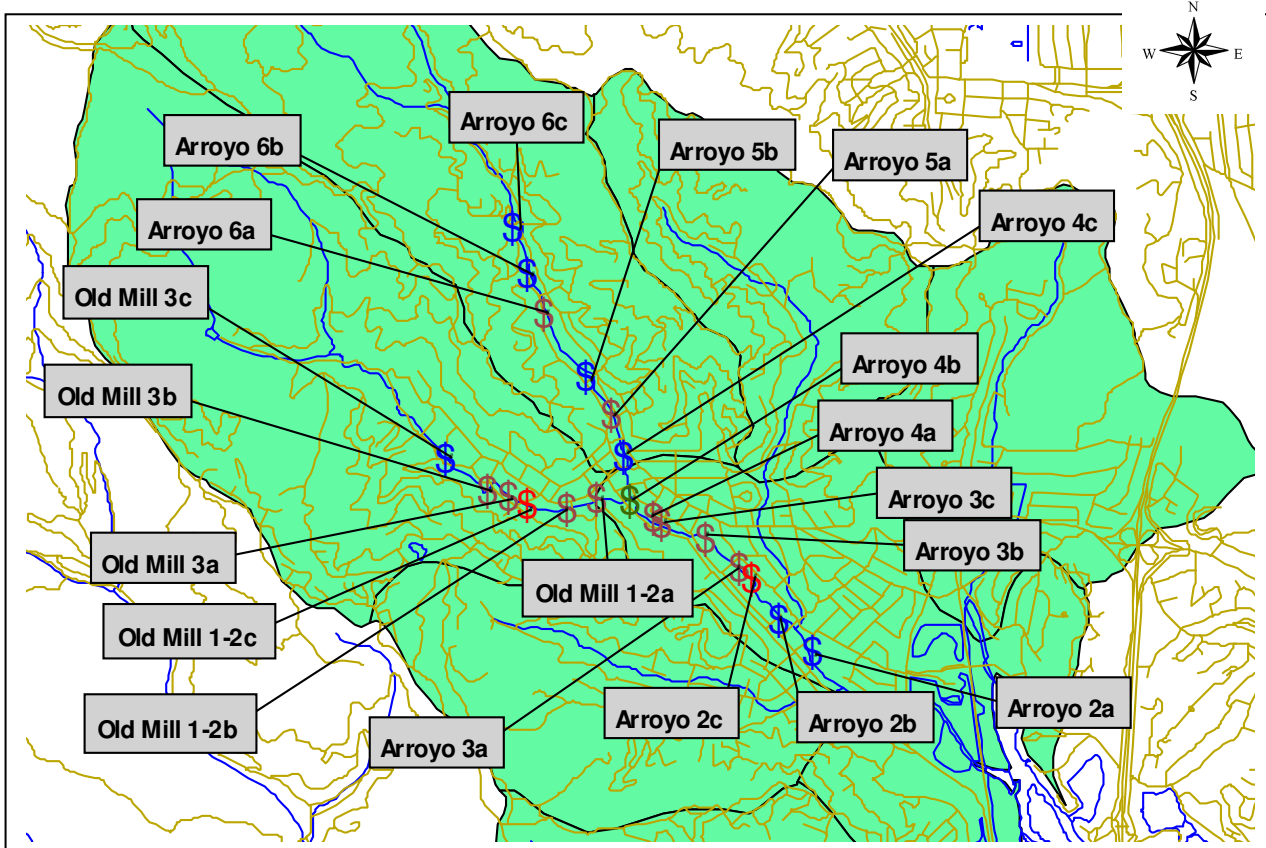 N
W E
S
Arroyo 6c
Arroyo 6b
Arroyo 5b
Arroyo 5a
Arroyo 6a
Arroyo 4c
Old Mill 3c
Arroyo 4b
Old Mill 3b
Arroyo 4a
Arroyo 3c
Arroyo 3b
Old Mill 3a
Old Mill 1-2a
Old Mill 1-2c
Arroyo 2c
Arroyo 2b
Arroyo 2a
Old Mill 1-2b
Arroyo 3a